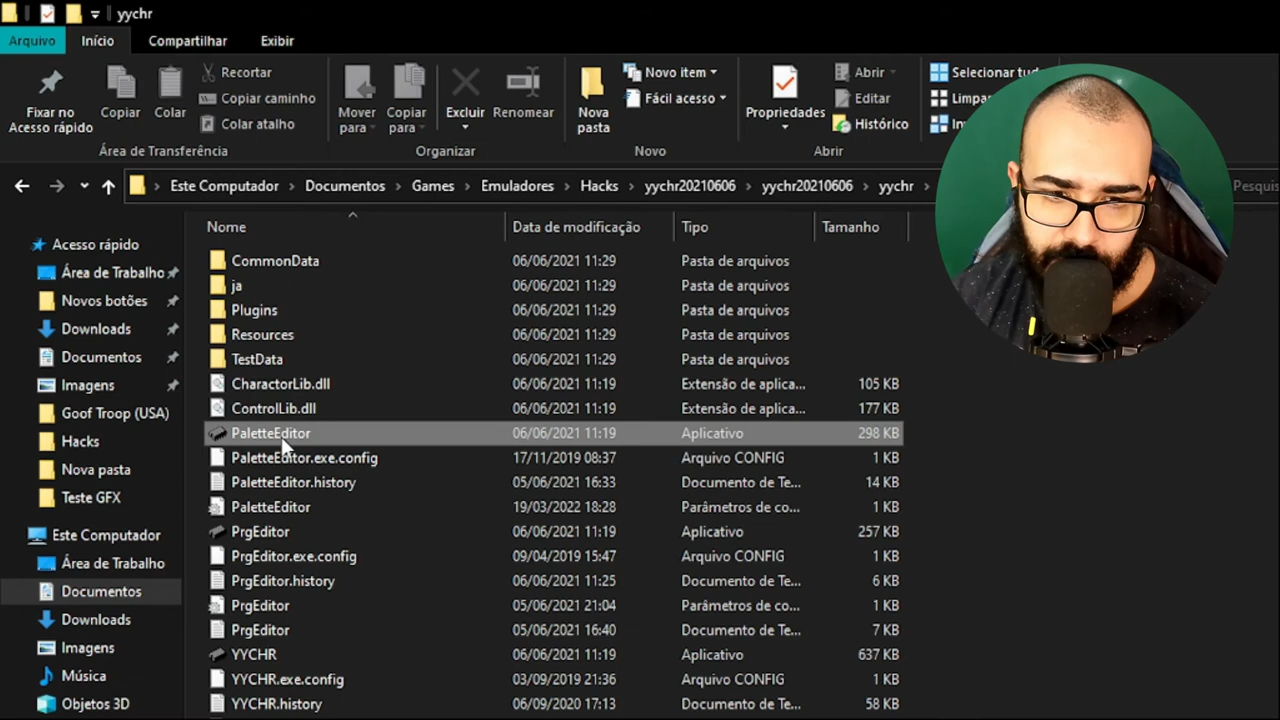 yychr
Arquivo Início Compartilhar Exibir
Fixar no
Acesso rápido
Copiar
Colar
Recortar
Copiar caminho
Colar atalho
Área de Transferência
Mover
para
Copiar
para
Excluir
Renomear
Organizar
Nova
pasta
Novo item
Fácil acesso
Novo
Propriedades
Abrir
Editar
Histórico
Abrir
Selecionar tud
Este Computador Documentos Games Emuladores Hacks yychr20210606 yychr20210606 yychr
Pesquis
Nome Data de modificação Tipo Tamanho
Acesso rápido
Área de Trabalho
Novos botões
Downloads
Documentos
Imagens
Goof Troop (USA)
Hacks
Nova pasta
Teste GFX
Este Computador
Área de Trabalho
Documentos
Downloads
Imagens
Música
Objetos 3D
CommonData 06/06/2021 11:29 Pasta de arquivos
ja 06/06/2021 11:29 Pasta de arquivos
Plugins 06/06/2021 11:29 Pasta de arquivos
Resources 06/06/2021 11:29 Pasta de arquivos
TestData 06/06/2021 11:29 Pasta de arquivos
CharactorLib.dll 06/06/2021 11:19 Extensão de aplica... 105 KB
ControlLib.dll 06/06/2021 11:19 Extensão de aplica... 177 KB
PaletteEditor 06/06/2021 11:19 Aplicativo 298 KB
PaletteEditor.exe.config 17/11/2019 08:37 Arquivo CONFIG 1 KB
PaletteEditor.history 05/06/2021 16:33 Documento de Te... 14 KB
PaletteEditor 19/03/2022 18:28 Parâmetros de co... 1 KB
PrgEditor 06/06/2021 11:19 Aplicativo 257 KB
PrgEditor.exe.config 09/04/2019 15:47 Arquivo CONFIG 1 KB
PrgEditor.history 06/06/2021 11:25 Documento de Te... 6 KB
PrgEditor 05/06/2021 21:04 Parâmetros de co... 1 KB
PrgEditor 05/06/2021 16:40 Documento de Te... 7 KB
YYCHR 06/06/2021 11:19 Aplicativo 637 KB
YYCHR.exe.config 03/09/2019 21:36 Arquivo CONFIG 1 KB
YYCHR.history 06/09/2020 17:13 Documento de Te... 58 KB